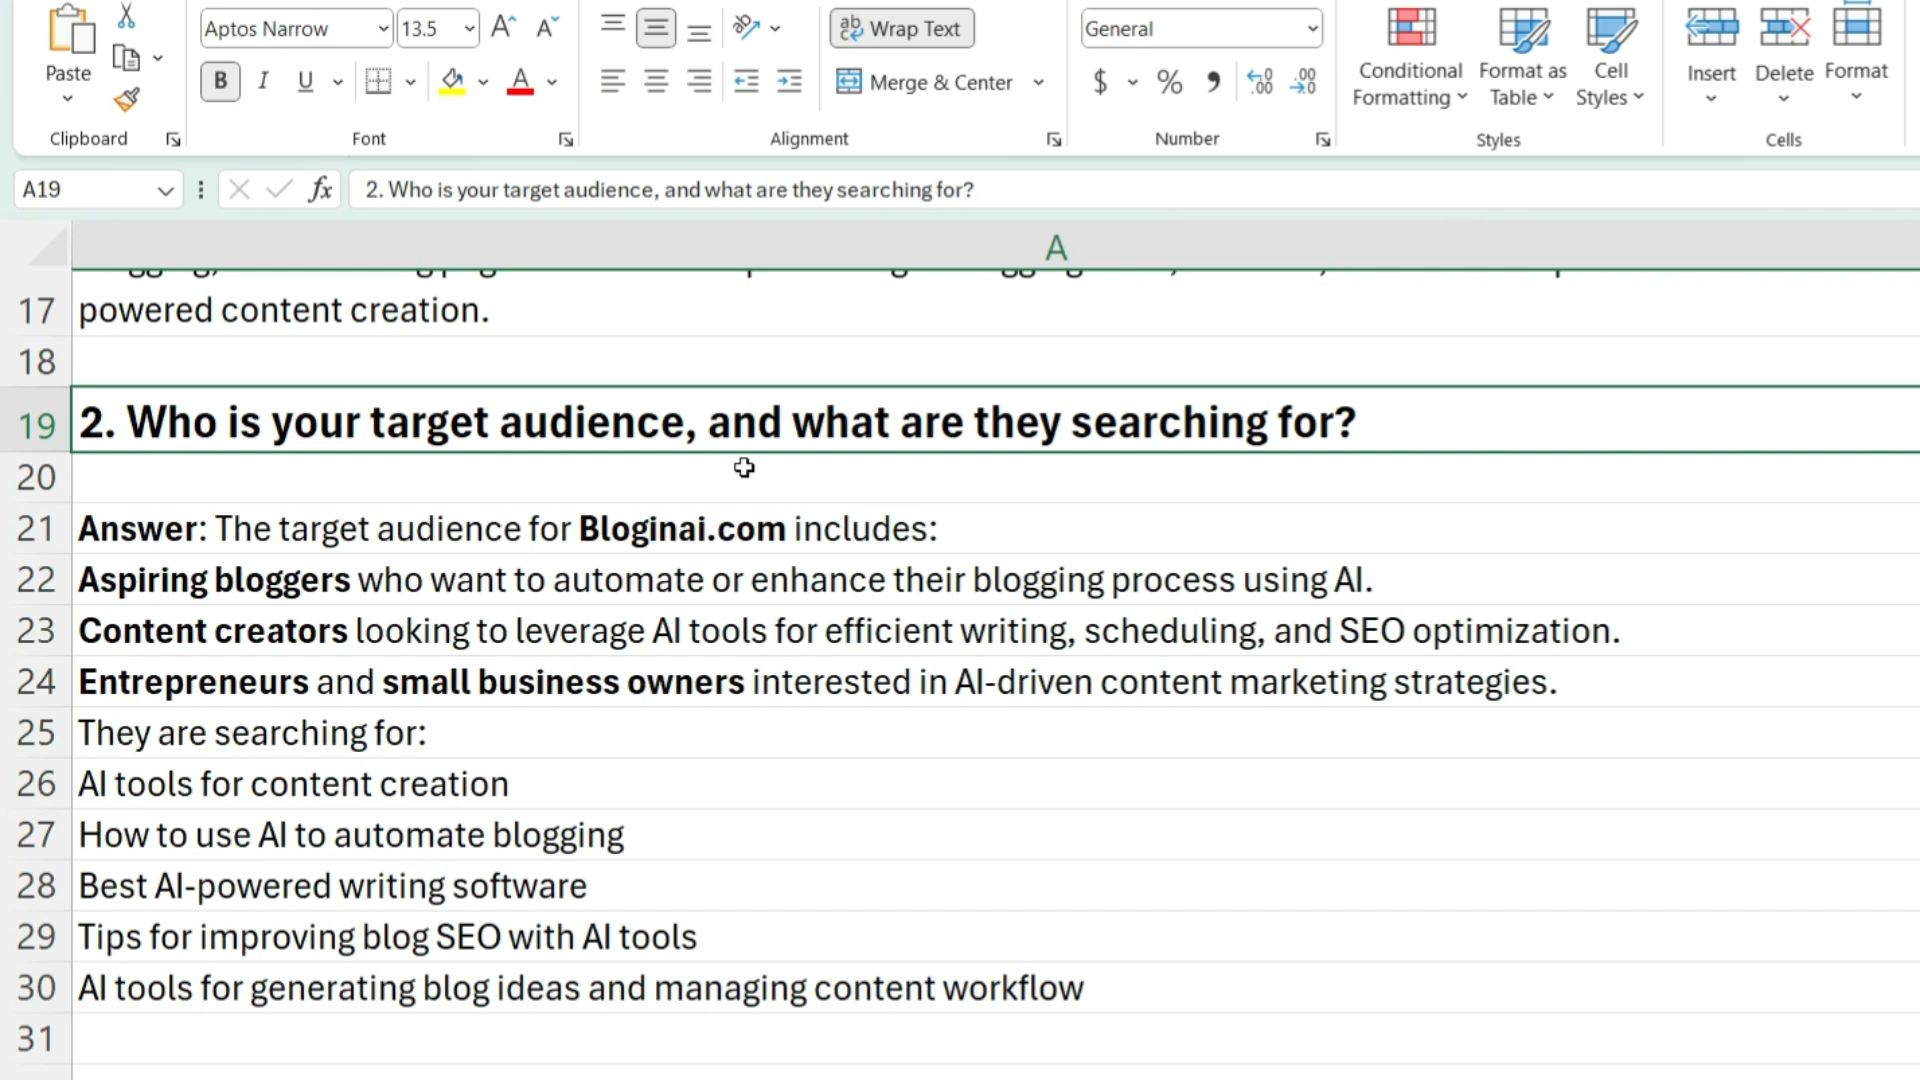 Aptos Narrow 13.5 Wrap Text General
Paste B I U Merge & Center $ % Conditional Formatting Format as Table Cell Styles Insert Delete Format
Clipboard Font Alignment Number Styles Cells
A19 fx 2. Who is your target audience, and what are they searching for?
A
17 powered content creation.
18
19 2. Who is your target audience, and what are they searching for?
20
21 Answer: The target audience for Bloginai.com includes:
22 Aspiring bloggers who want to automate or enhance their blogging process using AI.
23 Content creators looking to leverage AI tools for efficient writing, scheduling, and SEO optimization.
24 Entrepreneurs and small business owners interested in AI-driven content marketing strategies.
25 They are searching for:
26 AI tools for content creation
27 How to use AI to automate blogging
28 Best AI-powered writing software
29 Tips for improving blog SEO with AI tools
30 AI tools for generating blog ideas and managing content workflow
31